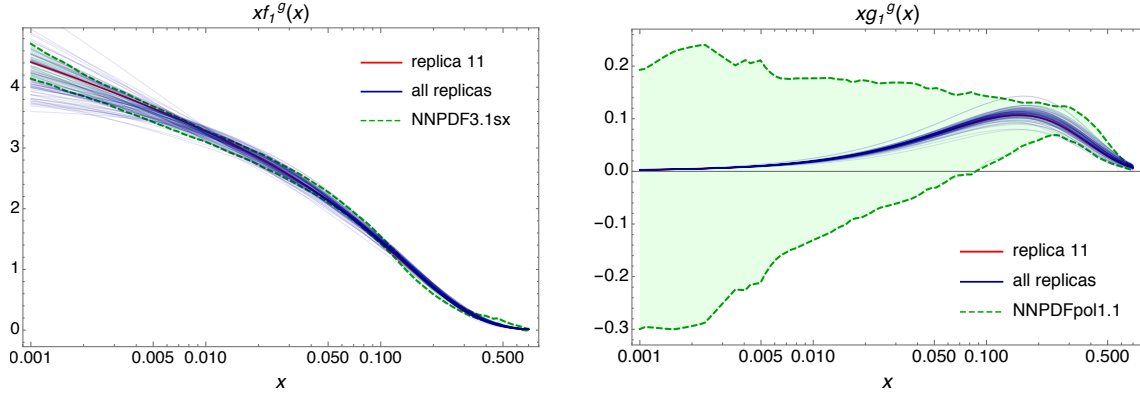 xf₁ᵍ(x)
4
3
2
1
0
0.001 0.005 0.010 0.050 0.100 0.500
x
replica 11
all replicas
NNPDF3.1sx
xg₁ᵍ(x)
0.2
0.1
0.0
−0.1
−0.2
−0.3
0.001 0.005 0.010 0.050 0.100 0.500
x
replica 11
all replicas
NNPDFpol1.1